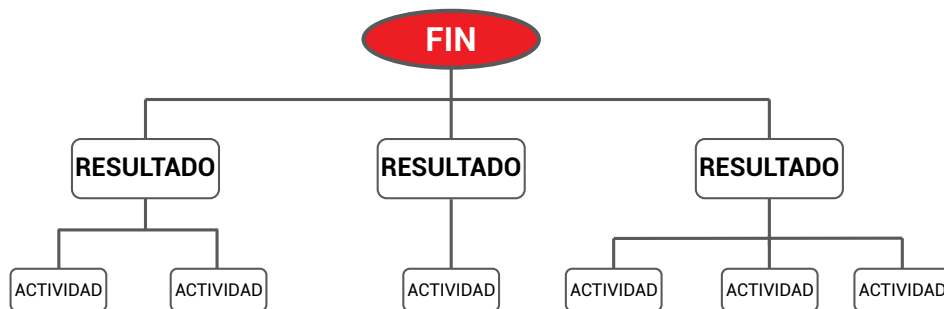 FIN
RESULTADO
RESULTADO
RESULTADO
ACTIVIDAD
ACTIVIDAD
ACTIVIDAD
ACTIVIDAD
ACTIVIDAD
ACTIVIDAD